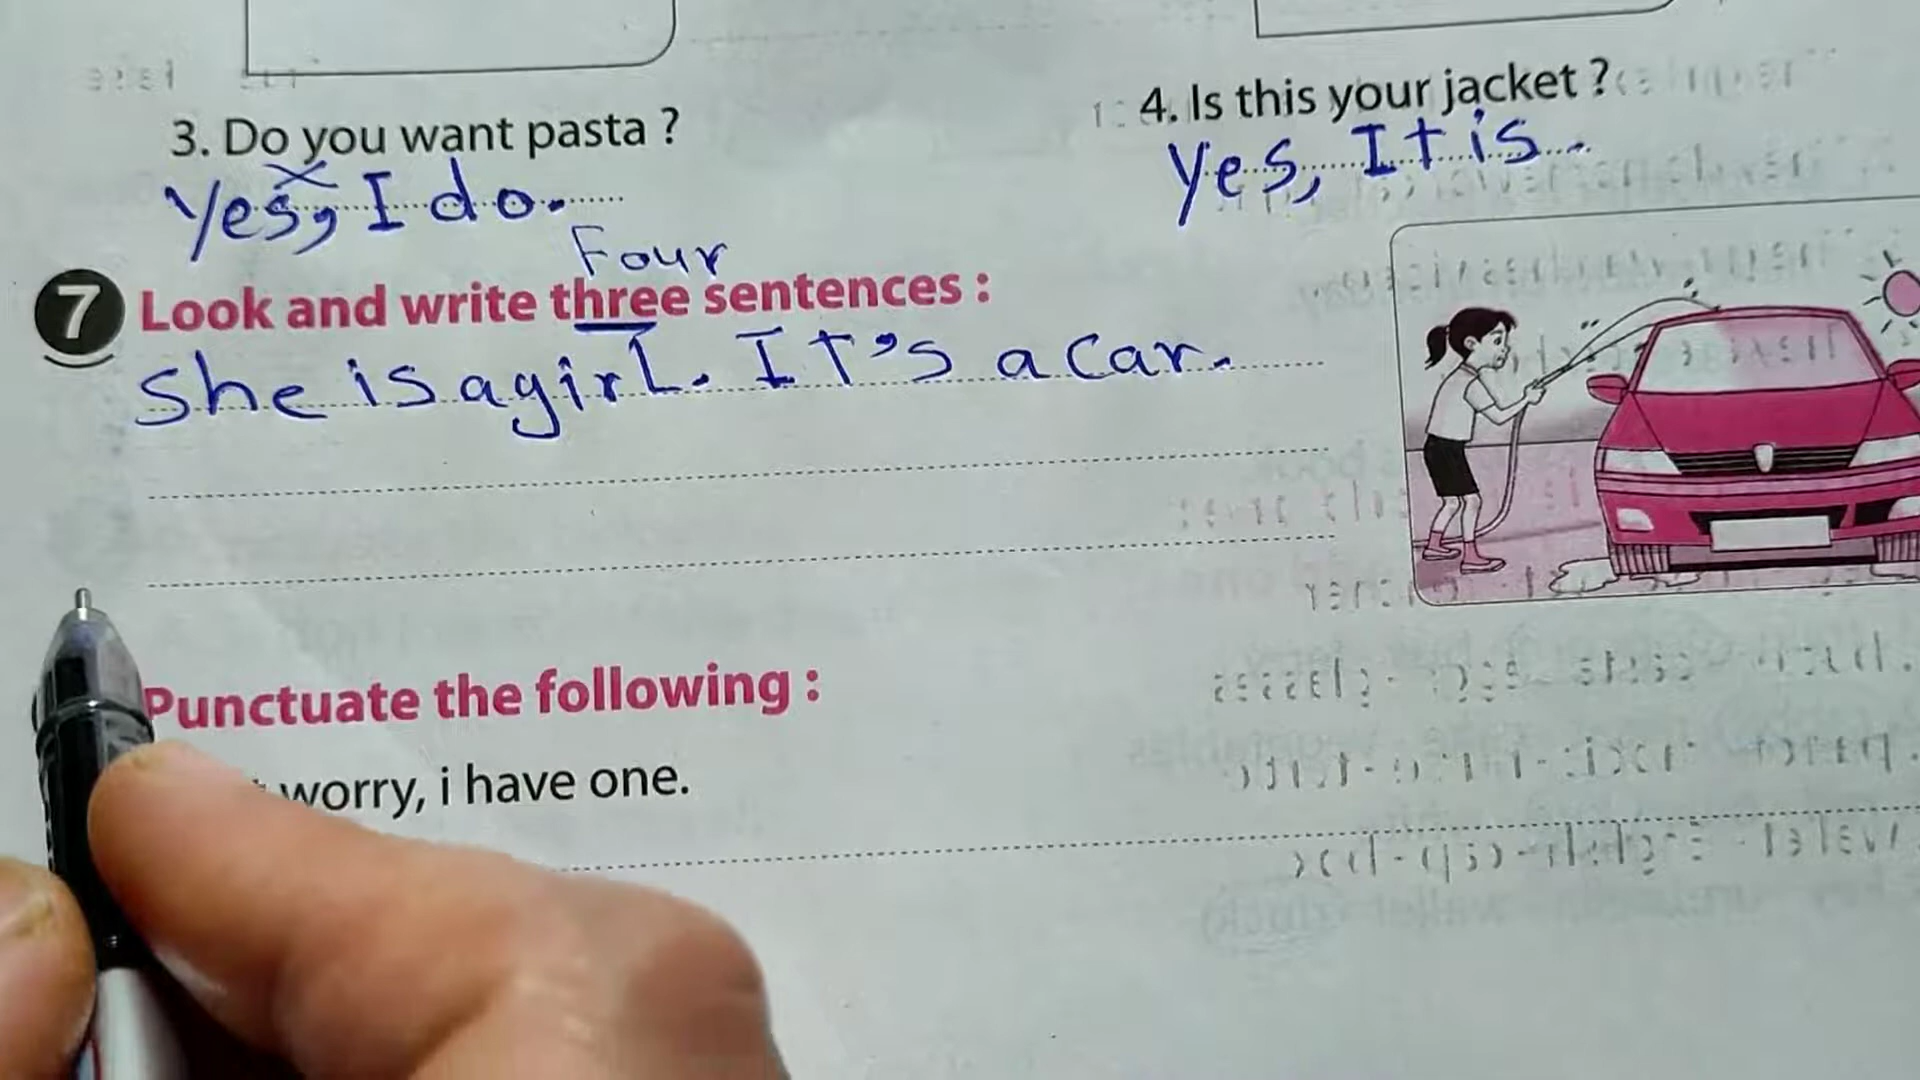 3. Do you want pasta ?
Yes, I do.
4. Is this your jacket ?
Yes, It is.
Four
7 Look and write three sentences :
She is a girl. It's a car.
Punctuate the following :
worry, i have one.